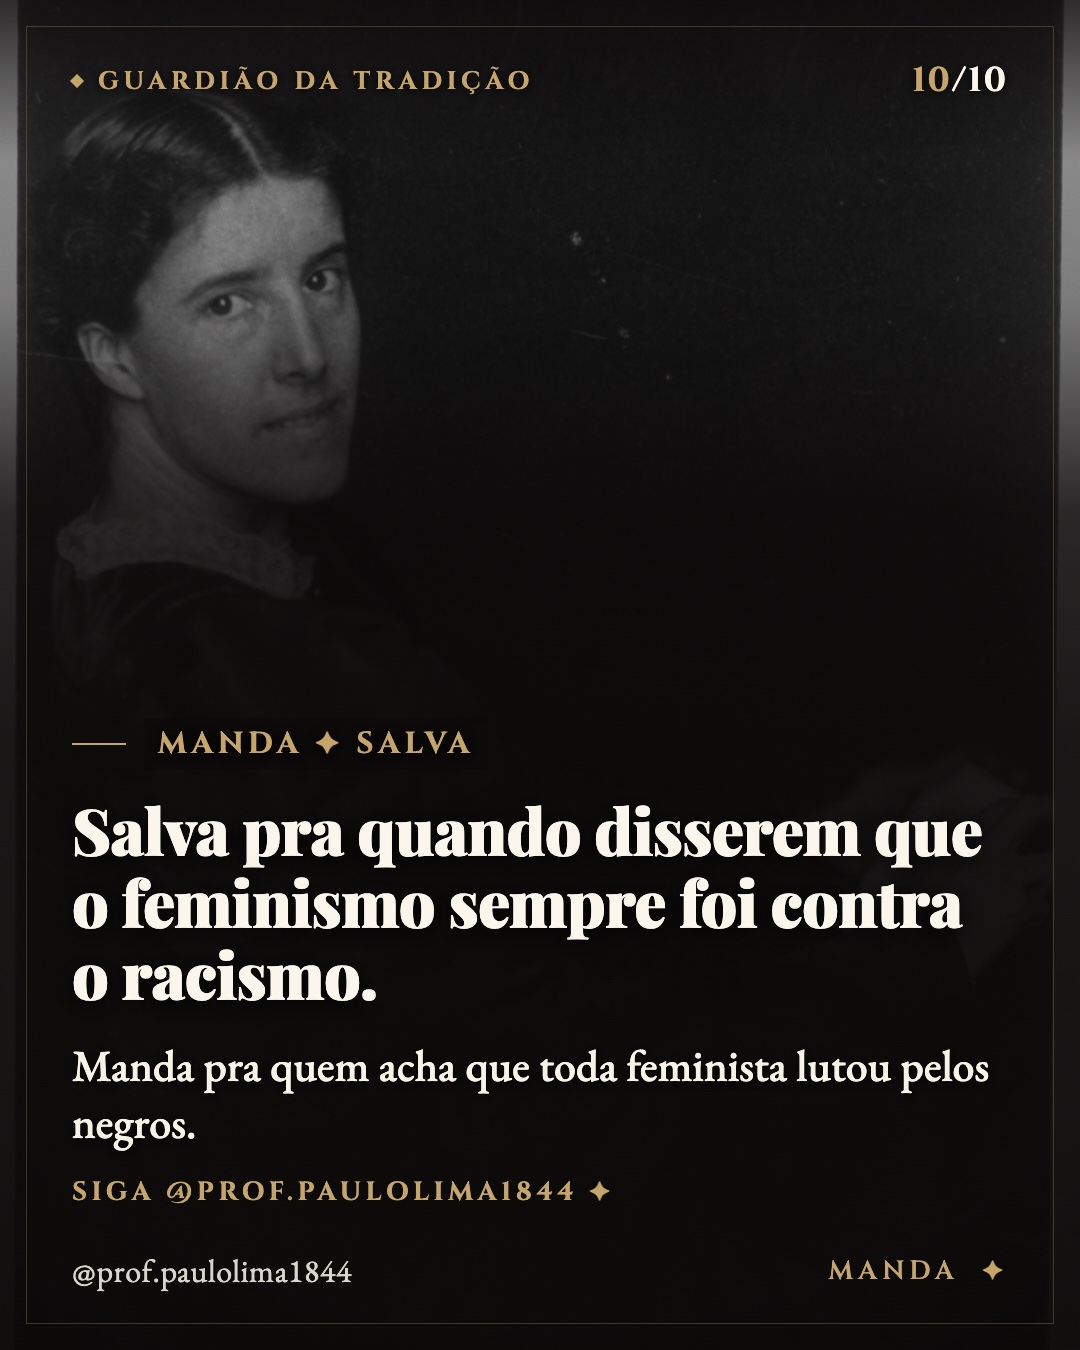 ◆ GUARDIÃO DA TRADIÇÃO
10/10
MANDA ✦ SALVA
Salva pra quando disserem que
o feminismo sempre foi contra
o racismo.
Manda pra quem acha que toda feminista lutou pelos
negros.
SIGA @PROF.PAULOLIMA1844 ✦
@prof.paulolima1844
MANDA ✦